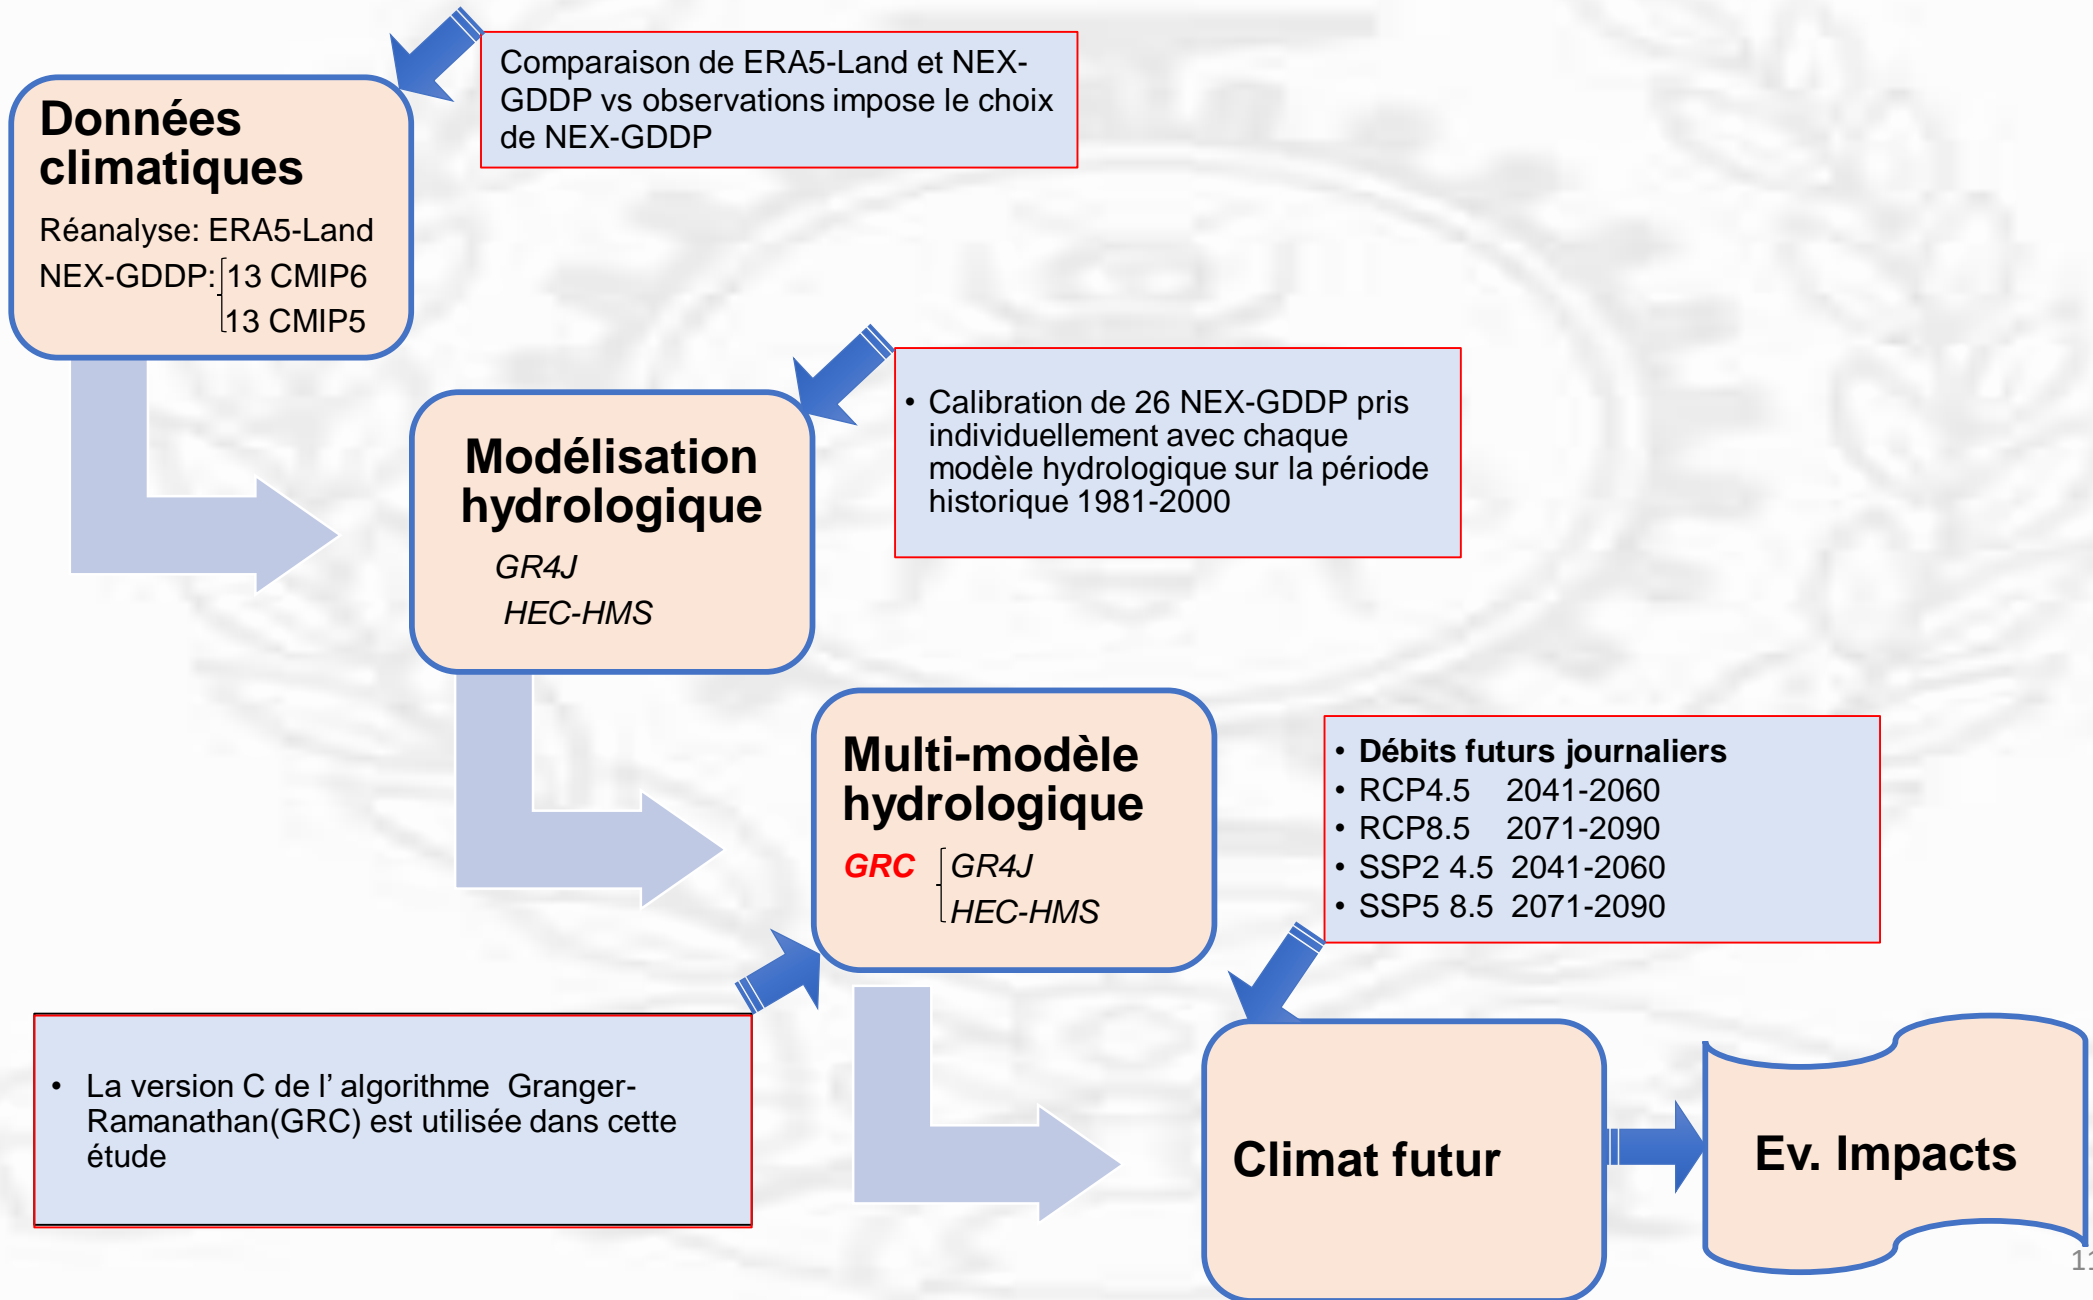 Comparaison de ERA5-Land et NEX-
GDDP vs observations impose le choix
de NEX-GDDP
Données
climatiques
Réanalyse: ERA5-Land
NEX-GDDP: 13 CMIP6
13 CMIP5
• Calibration de 26 NEX-GDDP pris
individuellement avec chaque
modèle hydrologique sur la période
historique 1981-2000
Modélisation
hydrologique
GR4J
HEC-HMS
Multi-modèle
hydrologique
GRC GR4J
HEC-HMS
• Débits futurs journaliers
• RCP4.5 2041-2060
• RCP8.5 2071-2090
• SSP2 4.5 2041-2060
• SSP5 8.5 2071-2090
• La version C de l’ algorithme Granger-
Ramanathan(GRC) est utilisée dans cette
étude
Climat futur
Ev. Impacts
11